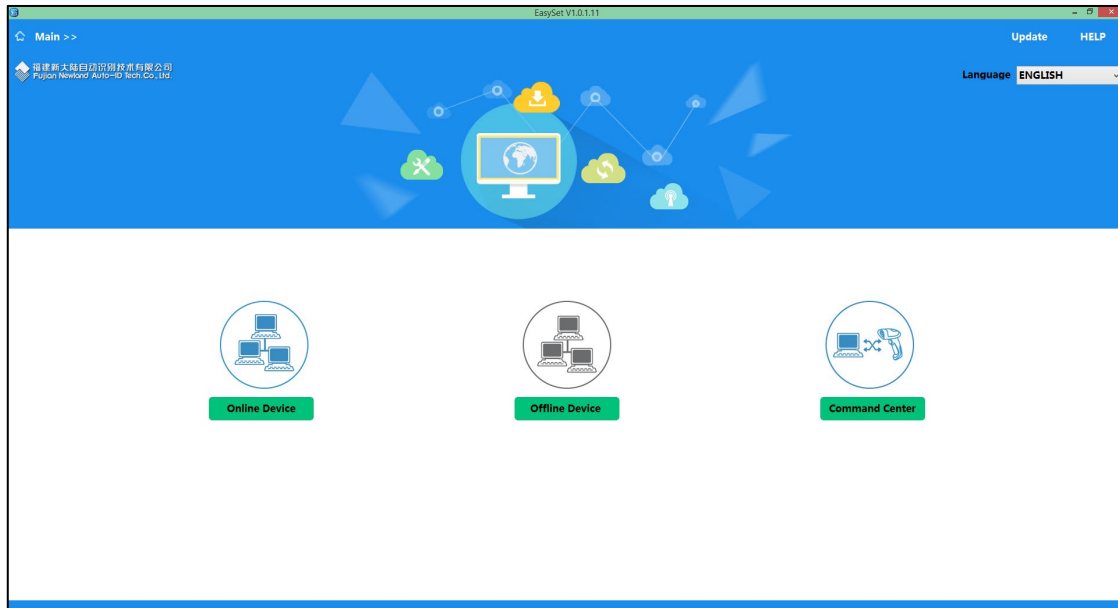 EasySet V1.0.1.11
Main >>
Update HELP
福建新大陆自动识别技术有限公司
Fujian Newland Auto-ID Tech.Co.,Ltd.
Language ENGLISH
Online Device
Offline Device
Command Center